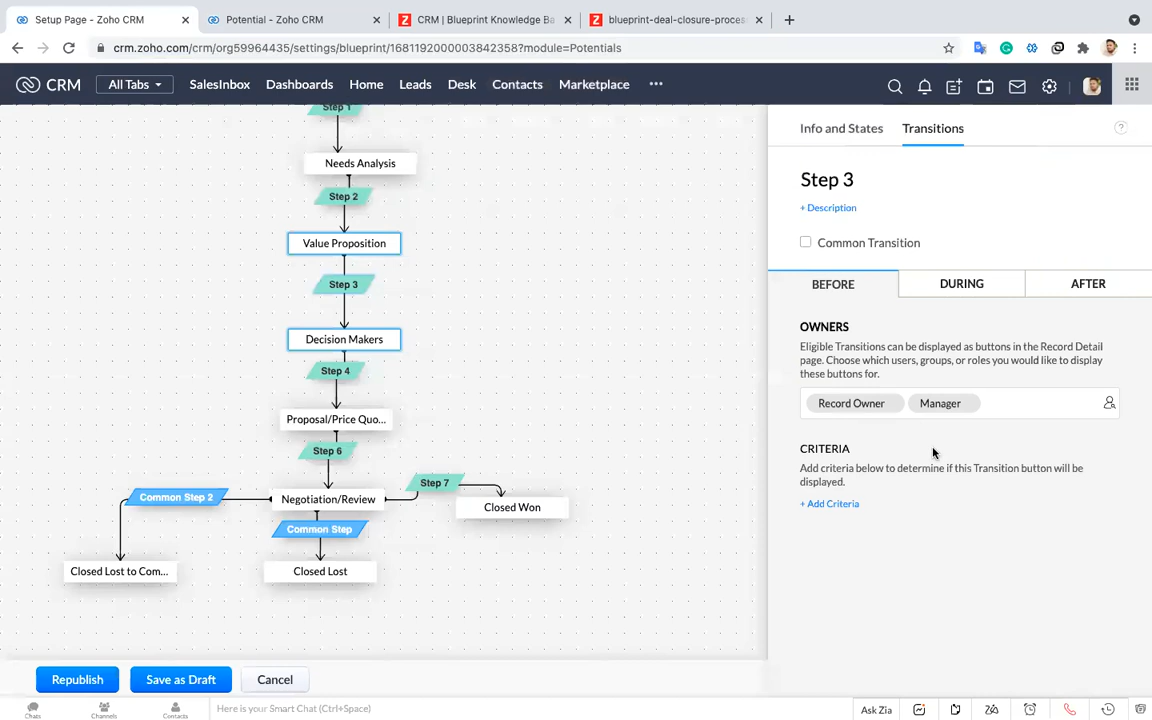 Setup Page - Zoho CRM
Potential - Zoho CRM
CRM | Blueprint Knowledge Ba
blueprint-deal-closure-proces
crm.zoho.com/crm/org59964435/settings/blueprint/1681192000003842358?module=Potentials
CRM
All Tabs
SalesInbox
Dashboards
Home
Leads
Desk
Contacts
Marketplace
Step 1
Needs Analysis
Step 2
Value Proposition
Step 3
Decision Makers
Step 4
Proposal/Price Quo...
Step 6
Step 7
Common Step 2
Negotiation/Review
Closed Won
Common Step
Closed Lost to Com...
Closed Lost
Info and States
Transitions
Step 3
+ Description
Common Transition
BEFORE
DURING
AFTER
OWNERS
Eligible Transitions can be displayed as buttons in the Record Detail
page. Choose which users, groups, or roles you would like to display
these buttons for.
Record Owner
Manager
CRITERIA
Add criteria below to determine if this Transition button will be
displayed.
+ Add Criteria
Republish
Save as Draft
Cancel
Chats
Channels
Contacts
Here is your Smart Chat (Ctrl+Space)
Ask Zia